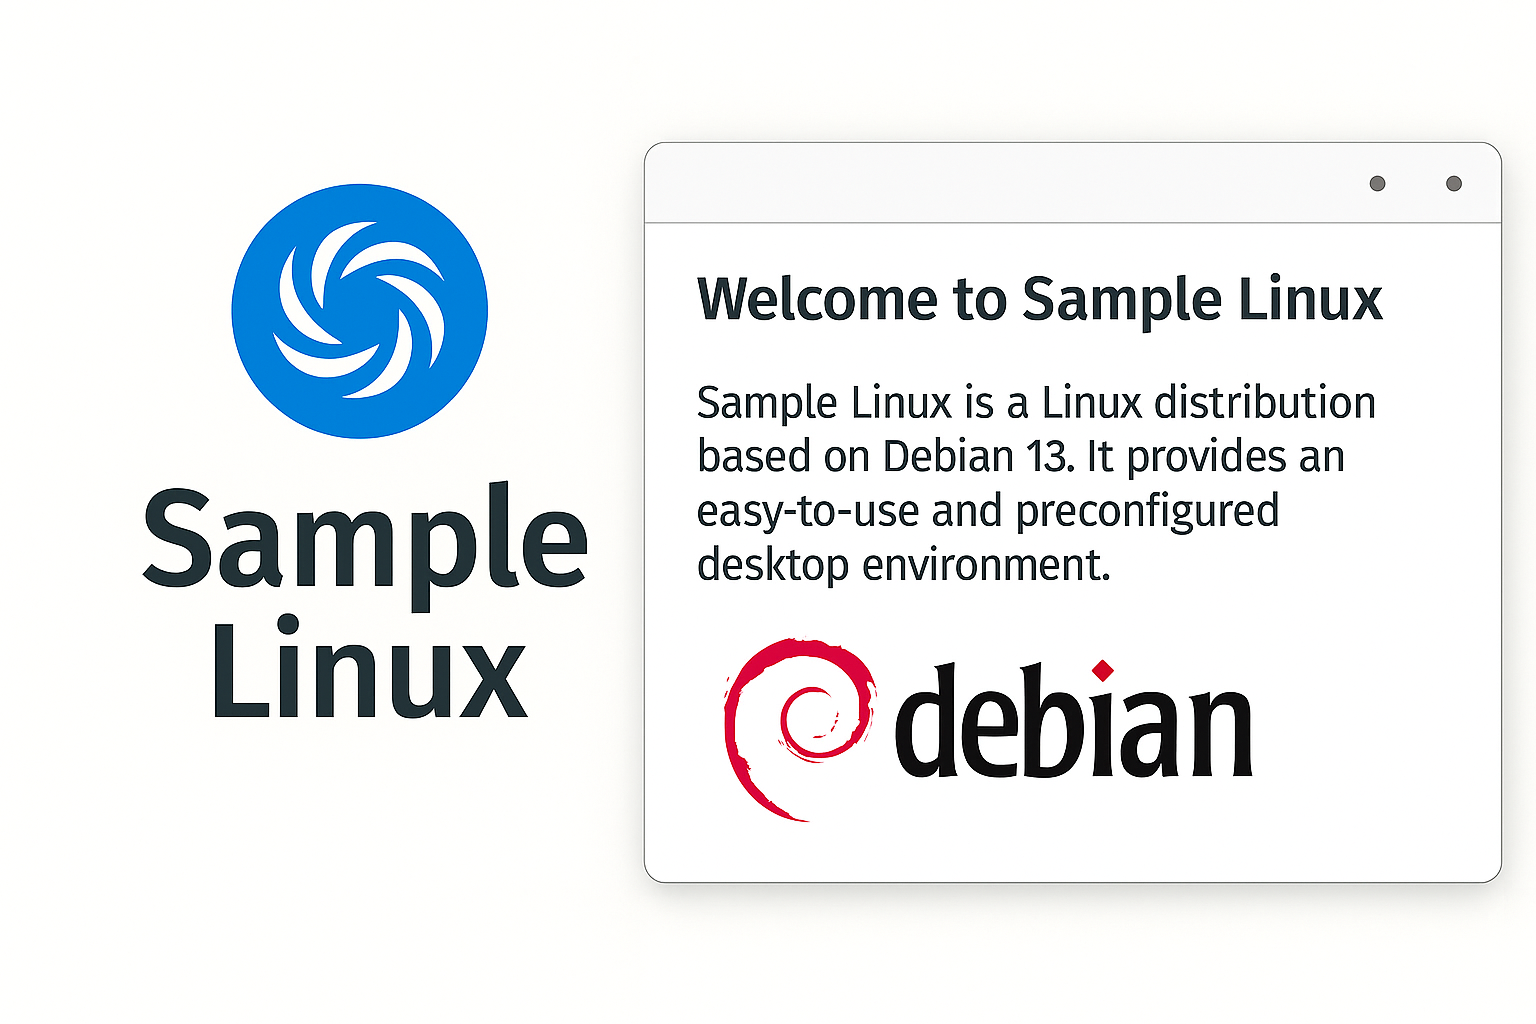 Sample
Linux
Welcome to Sample Linux
Sample Linux is a Linux distribution
based on Debian 13. It provides an
easy-to-use and preconfigured
desktop environment.
debian